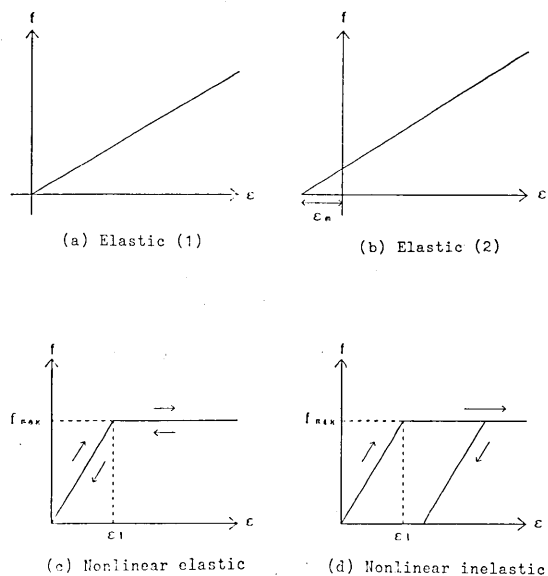 f
f
ε
ε
εm
(a) Elastic (1)
(b) Elastic (2)
f
f
fmax
fmax
ε1
ε
ε1
ε
(c) Nonlinear elastic
(d) Nonlinear inelastic